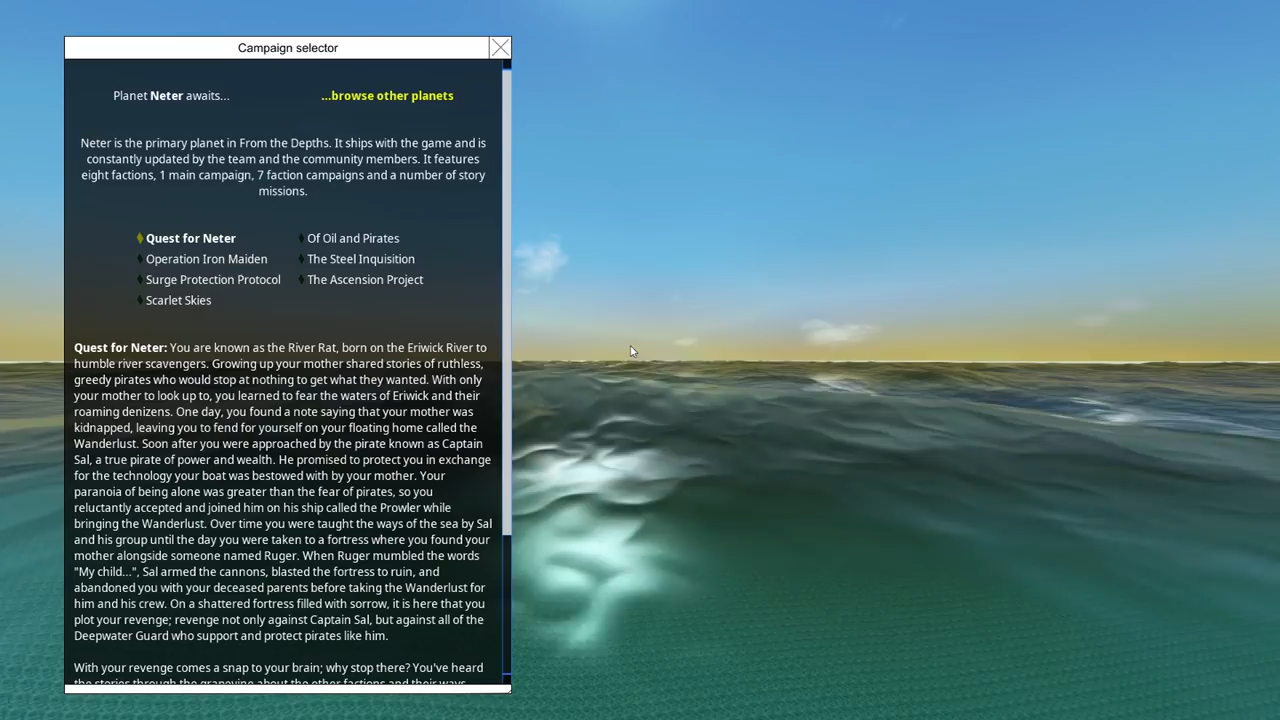 Campaign selector
Planet Neter awaits...
...browse other planets
Neter is the primary planet in From the Depths. It ships with the game and is
constantly updated by the team and the community members. It features
eight factions, 1 main campaign, 7 faction campaigns and a number of story
missions.
Quest for Neter
Of Oil and Pirates
Operation Iron Maiden
The Steel Inquisition
Surge Protection Protocol
The Ascension Project
Scarlet Skies
Quest for Neter: You are known as the River Rat, born on the Eriwick River to
humble river scavengers. Growing up your mother shared stories of ruthless,
greedy pirates who would stop at nothing to get what they wanted. With only
your mother to look up to, you learned to fear the waters of Eriwick and their
roaming denizens. One day, you found a note saying that your mother was
kidnapped, leaving you to fend for yourself on your floating home called the
Wanderlust. Soon after you were approached by the pirate known as Captain
Sal, a true pirate of power and wealth. He promised to protect you in exchange
for the technology your boat was bestowed with by your mother. Your
paranoia of being alone was greater than the fear of pirates, so you
reluctantly accepted and joined him on his ship called the Prowler while
bringing the Wanderlust. Over time you were taught the ways of the sea by Sal
and his group until the day you were taken to a fortress where you found your
mother alongside someone named Ruger. When Ruger mumbled the words
"My child...", Sal armed the cannons, blasted the fortress to ruin, and
abandoned you with your deceased parents before taking the Wanderlust for
him and his crew. On a shattered fortress filled with sorrow, it is here that you
plot your revenge; revenge not only against Captain Sal, but against all of the
Deepwater Guard who support and protect pirates like him.
With your revenge comes a snap to your brain; why stop there? You've heard
the stories through the grapevine about the other factions and their ways